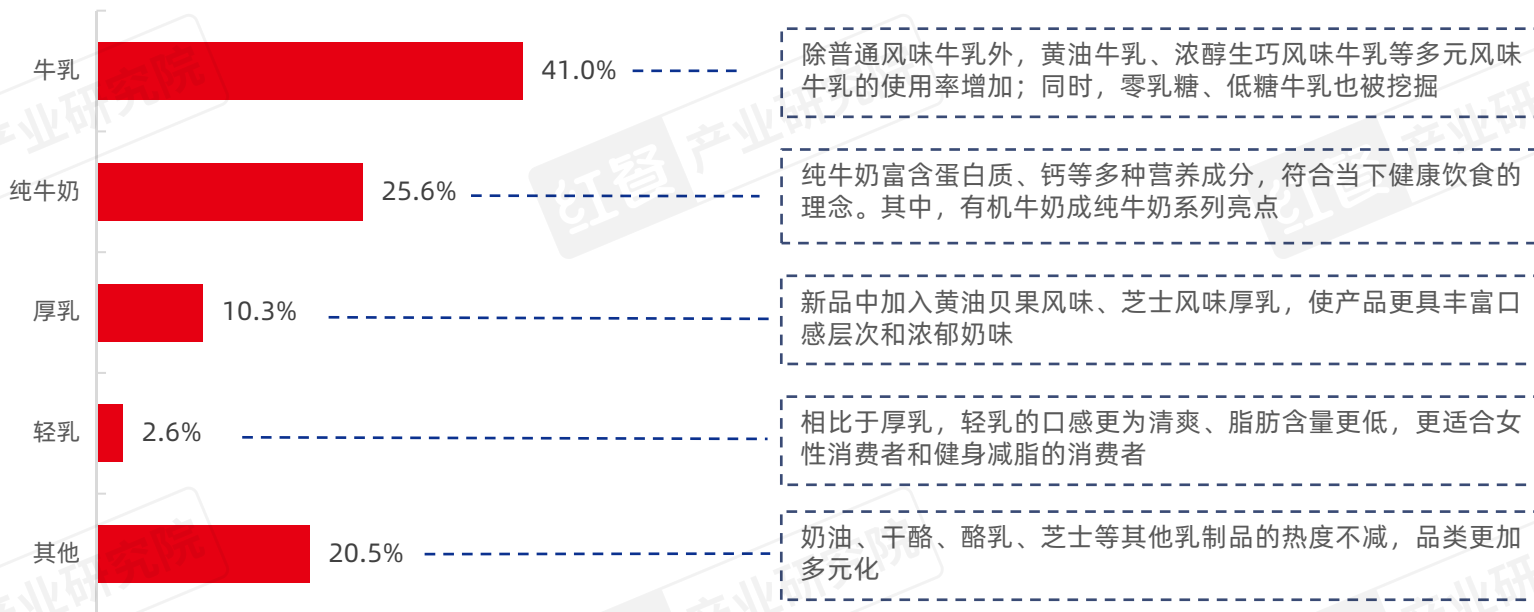 牛乳
41.0%
除普通风味牛乳外，黄油牛乳、浓醇生巧风味牛乳等多元风味
牛乳的使用率增加；同时，零乳糖、低糖牛乳也被挖掘
纯牛奶
25.6%
纯牛奶富含蛋白质、钙等多种营养成分，符合当下健康饮食的
理念。其中，有机牛奶成纯牛奶系列亮点
厚乳
10.3%
新品中加入黄油贝果风味、芝士风味厚乳，使产品更具丰富口
感层次和浓郁奶味
轻乳
2.6%
相比于厚乳，轻乳的口感更为清爽、脂肪含量更低，更适合女
性消费者和健身减脂的消费者
其他
20.5%
奶油、干酪、酪乳、芝士等其他乳制品的热度不减，品类更加
多元化
红餐 产业研究院